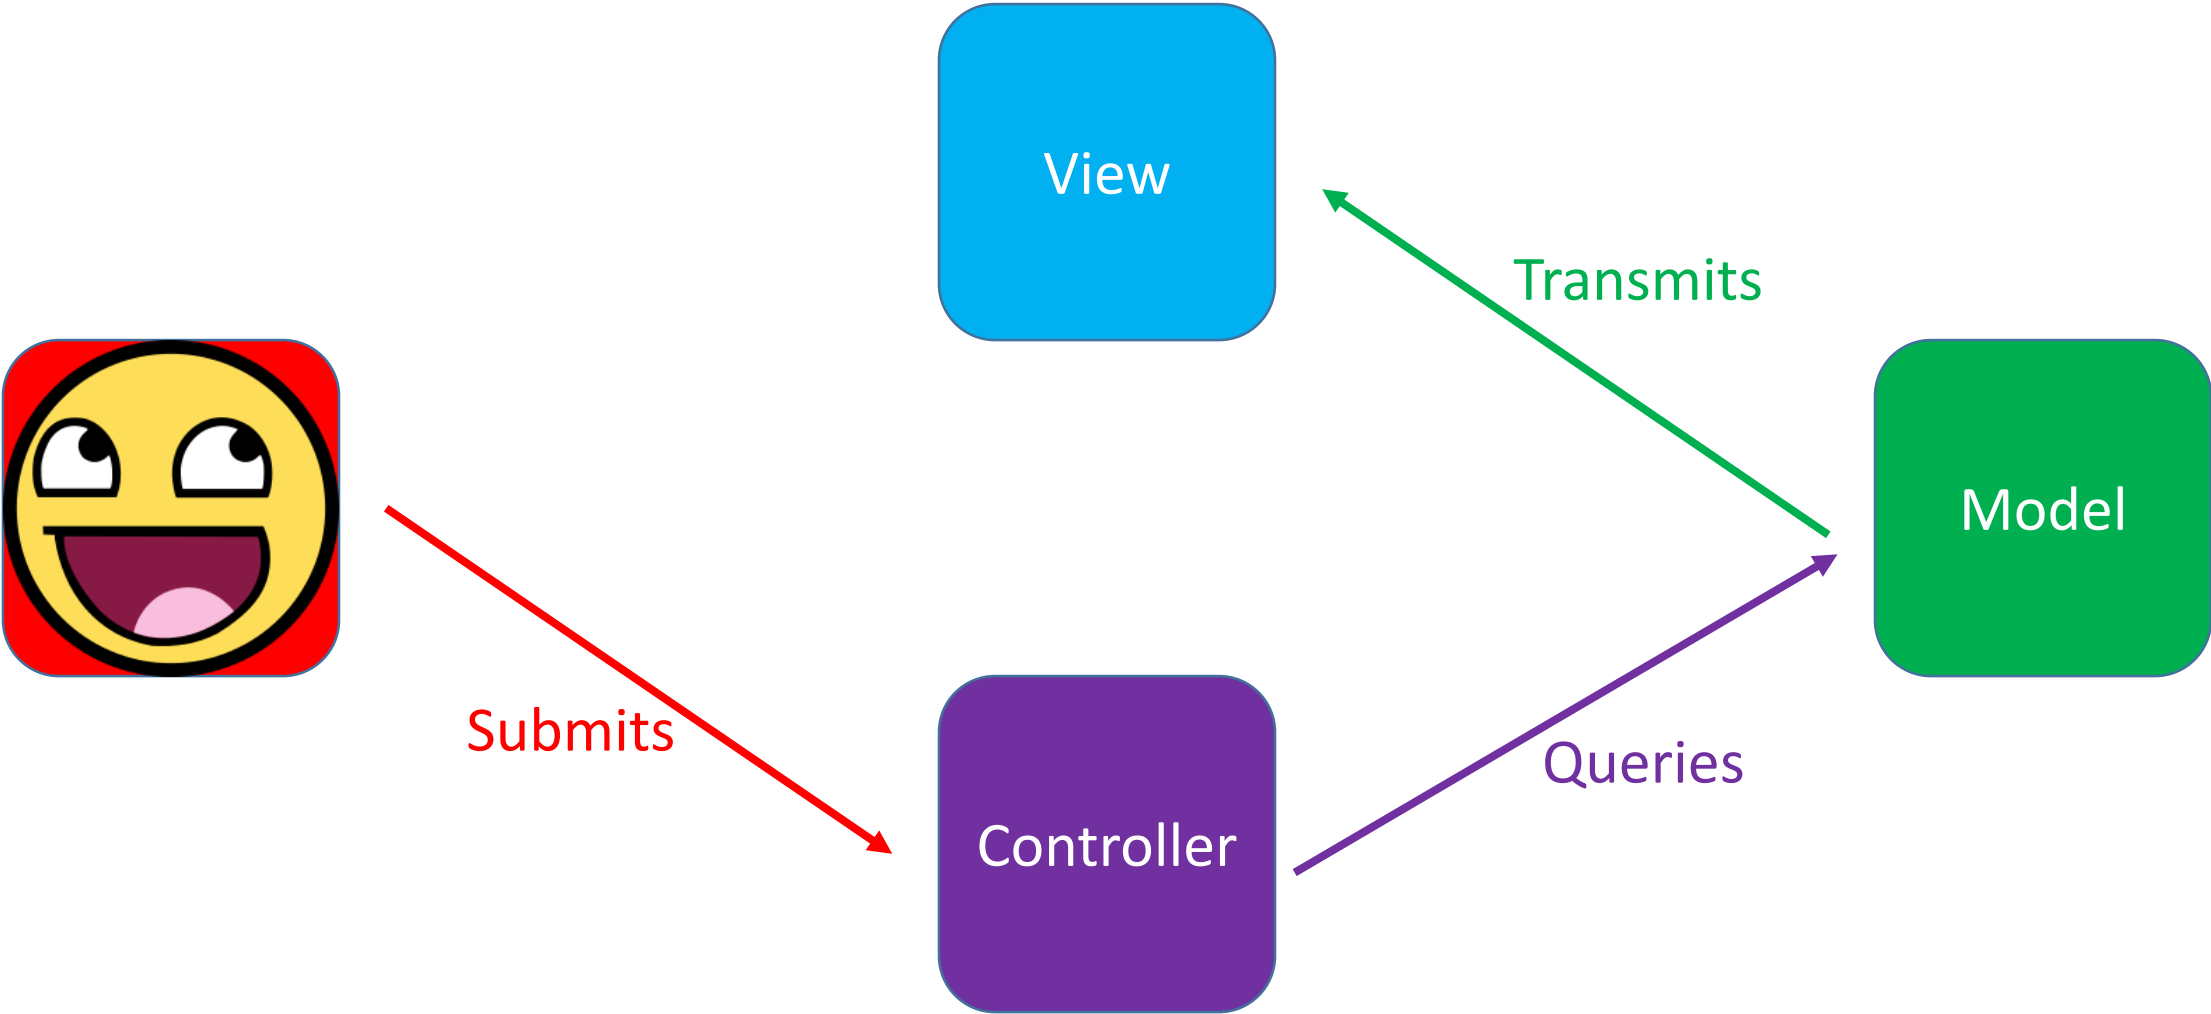 View
Transmits
Model
Submits
Queries
Controller